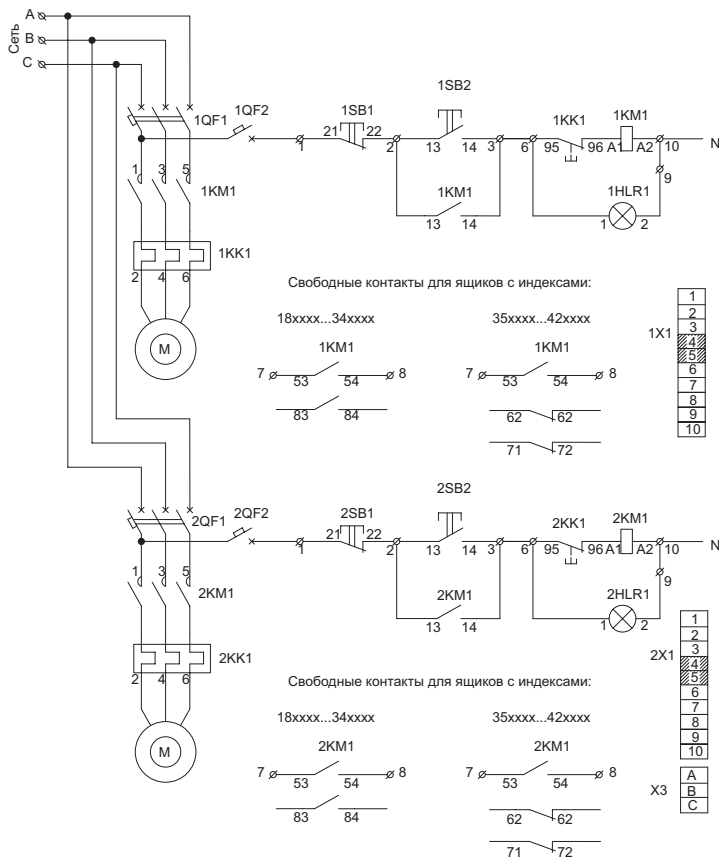 A
B
C
Сеть
1QF1
1QF2
1
21
1SB1
22
2
1SB2
13
14
3
6
1KK1
95
96
1KM1
A1
A2
10
N
9
1KM1
13
14
1HLR1
1
2
1
3
5
1KM1
1KK1
2
4
6
M
Свободные контакты для ящиков с индексами:
18xxxx...34xxxx
35xxxx...42xxxx
1KM1
7
53
54
8
83
84
1KM1
7
53
54
8
62
62
71
72
1X1
1
2
3
4
5
6
7
8
9
10
2QF1
2QF2
1
21
2SB1
22
2
2SB2
13
14
3
6
2KK1
95
96
2KM1
A1
A2
10
N
9
2KM1
13
14
2HLR1
1
2
1
3
5
2KM1
2KK1
2
4
6
M
Свободные контакты для ящиков с индексами:
18xxxx...34xxxx
35xxxx...42xxxx
2KM1
7
53
54
8
83
84
2KM1
7
53
54
8
62
62
71
72
2X1
1
2
3
4
5
6
7
8
9
10
X3
A
B
C